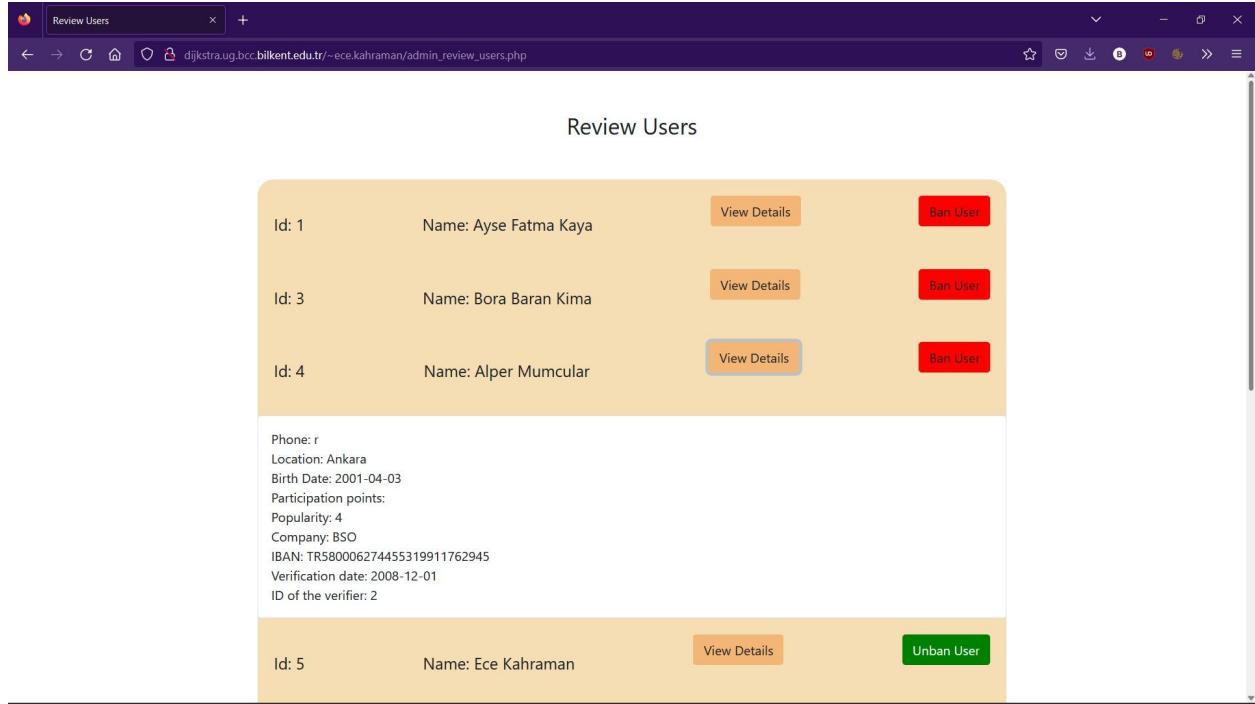 Review Users
dijkstra.ug.bcc.bilkent.edu.tr/~ece.kahraman/admin_review_users.php
Review Users
Id: 1 Name: Ayse Fatma Kaya View Details Ban User
Id: 3 Name: Bora Baran Kima View Details Ban User
Id: 4 Name: Alper Mumcular View Details Ban User
Phone: r
Location: Ankara
Birth Date: 2001-04-03
Participation points:
Popularity: 4
Company: BSO
IBAN: TR580006274455319911762945
Verification date: 2008-12-01
ID of the verifier: 2
Id: 5 Name: Ece Kahraman View Details Unban User